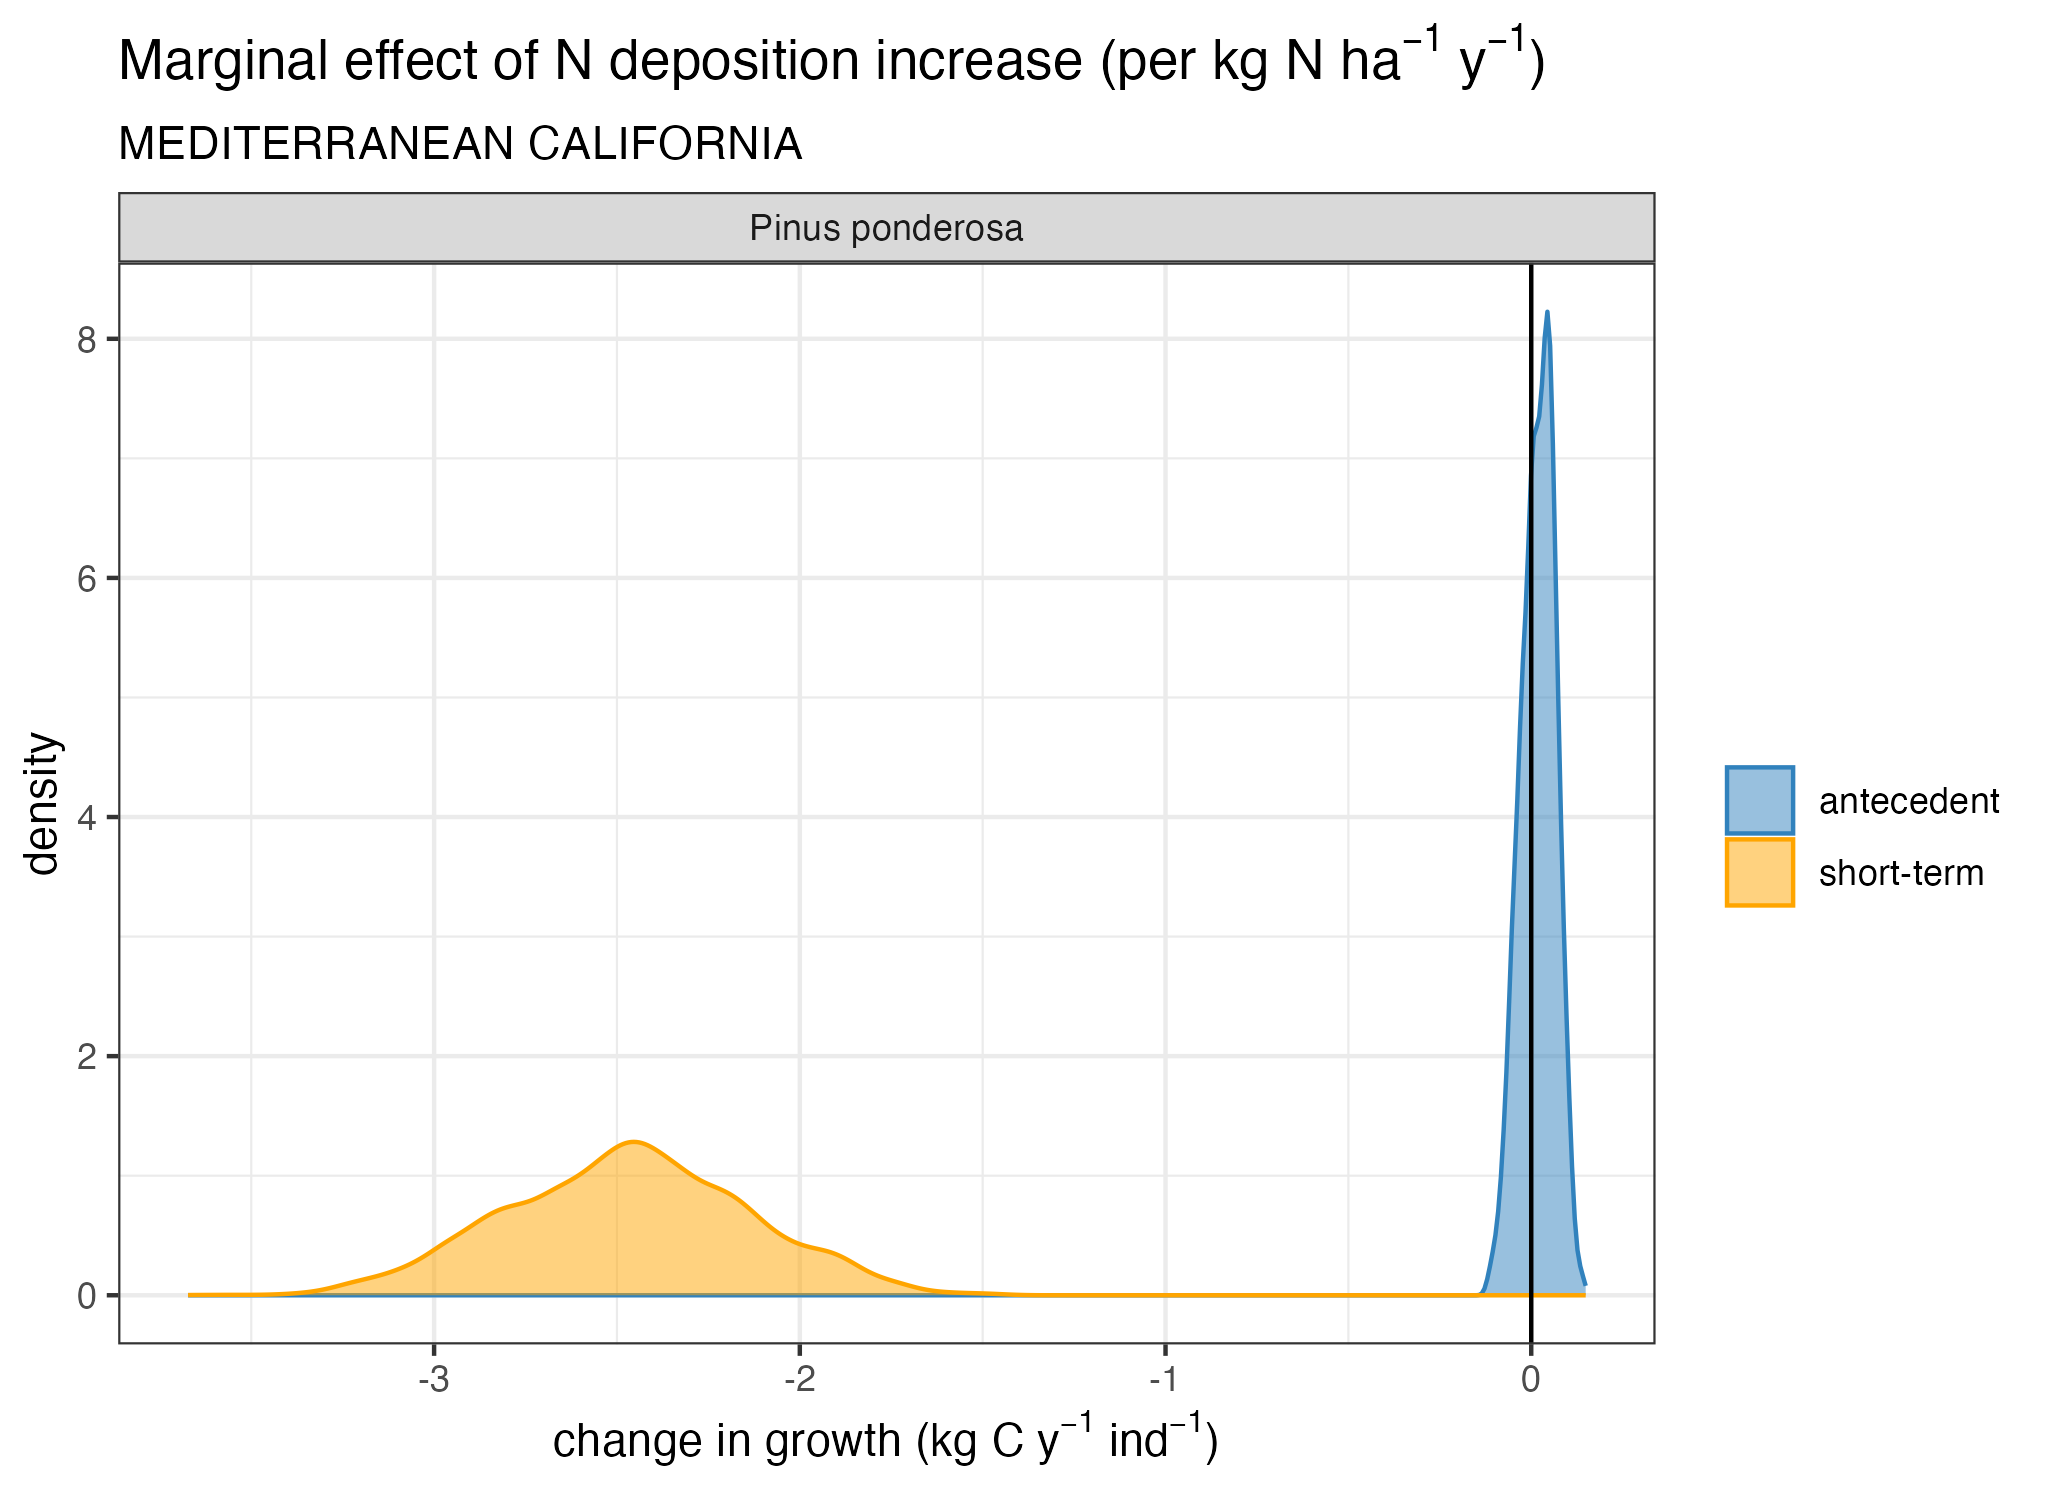 Marginal effect of N deposition increase (per kg N ha⁻¹ y⁻¹)
MEDITERRANEAN CALIFORNIA
Pinus ponderosa
8
6
4
2
0
density
-3
-2
-1
0
change in growth (kg C y⁻¹ ind⁻¹)
antecedent
short-term